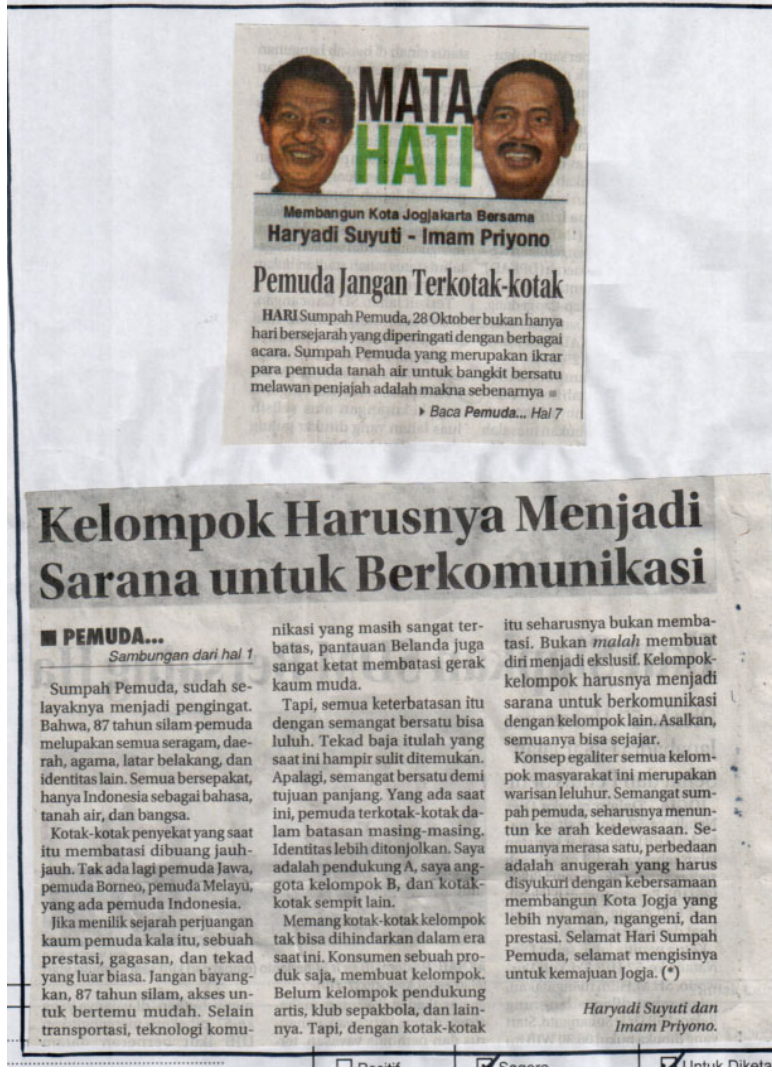 MATA
HATI
Membangun Kota Jogjakarta Bersama
Haryadi Suyuti - Imam Priyono
Pemuda Jangan Terkotak-kotak
HARI Sumpah Pemuda, 28 Oktober bukan hanya
hari bersejarah yang diperingati dengan berbagai
acara. Sumpah Pemuda yang merupakan ikrar
para pemuda tanah air untuk bangkit bersatu
melawan penjajah adalah makna sebenarnya
Baca Pemuda... Hal 7
Kelompok Harusnya Menjadi
Sarana untuk Berkomunikasi
PEMUDA...
Sambungan dari hal 1
Sumpah Pemuda, sudah se-
layaknya menjadi pengingat.
Bahwa, 87 tahun silam pemuda
melupakan semua seragam, dae-
rah, agama, latar belakang, dan
identitas lain. Semua bersepakat,
hanya Indonesia sebagai bahasa,
tanah air, dan bangsa.
Kotak-kotak penyekat yang saat
itu membatasi dibuang jauh-
jauh. Tak ada lagi pemuda Jawa,
pemuda Borneo, pemuda Melayu,
yang ada pemuda Indonesia.
Jika menilik sejarah perjuangan
kaum pemuda kala itu, sebuah
prestasi, gagasan, dan tekad
yang luar biasa. Jangan bayang-
kan, 87 tahun silam, akses un-
tuk bertemu mudah. Selain
transportasi, teknologi komu-
nikasi yang masih sangat ter-
batas, pantauan Belanda juga
sangat ketat membatasi gerak
kaum muda.
Tapi, semua keterbatasan itu
dengan semangat bersatu bisa
luluh. Tekad baja itulah yang
saat ini hampir sulit ditemukan.
Apalagi, semangat bersatu demi
tujuan panjang. Yang ada saat
ini, pemuda terkotak-kotak da-
lam batasan masing-masing.
Identitas lebih ditonjolkan. Saya
adalah pendukung A, saya ang-
gota kelompok B, dan kotak-
kotak sempit lain.
Memang kotak-kotak kelompok
tak bisa dihindarkan dalam era
saat ini. Konsumen sebuah pro-
duk saja, membuat kelompok.
Belum kelompok pendukung
artis, klub sepakbola, dan lain-
nya. Tapi, dengan kotak-kotak
itu seharusnya bukan memba-
tasi. Bukan malah membuat
diri menjadi ekslusif. Kelompok-
kelompok harusnya menjadi
sarana untuk berkomunikasi
dengan kelompok lain. Asalkan,
semuanya bisa sejajar.
Konsep egaliter semua kelom-
pok masyarakat ini merupakan
warisan leluhur. Semangat sum-
pah pemuda, seharusnya menun-
tun ke arah kedewasaan. Se-
muanya merasa satu, perbedaan
adalah anugerah yang harus
disyukuri dengan kebersamaan
membangun Kota Jogja yang
lebih nyaman, ngangeni, dan
prestasi. Selamat Hari Sumpah
Pemuda, selamat mengisinya
untuk kemajuan Jogja. (*)
Haryadi Suyuti dan
Imam Priyono.
Untuk Diketa